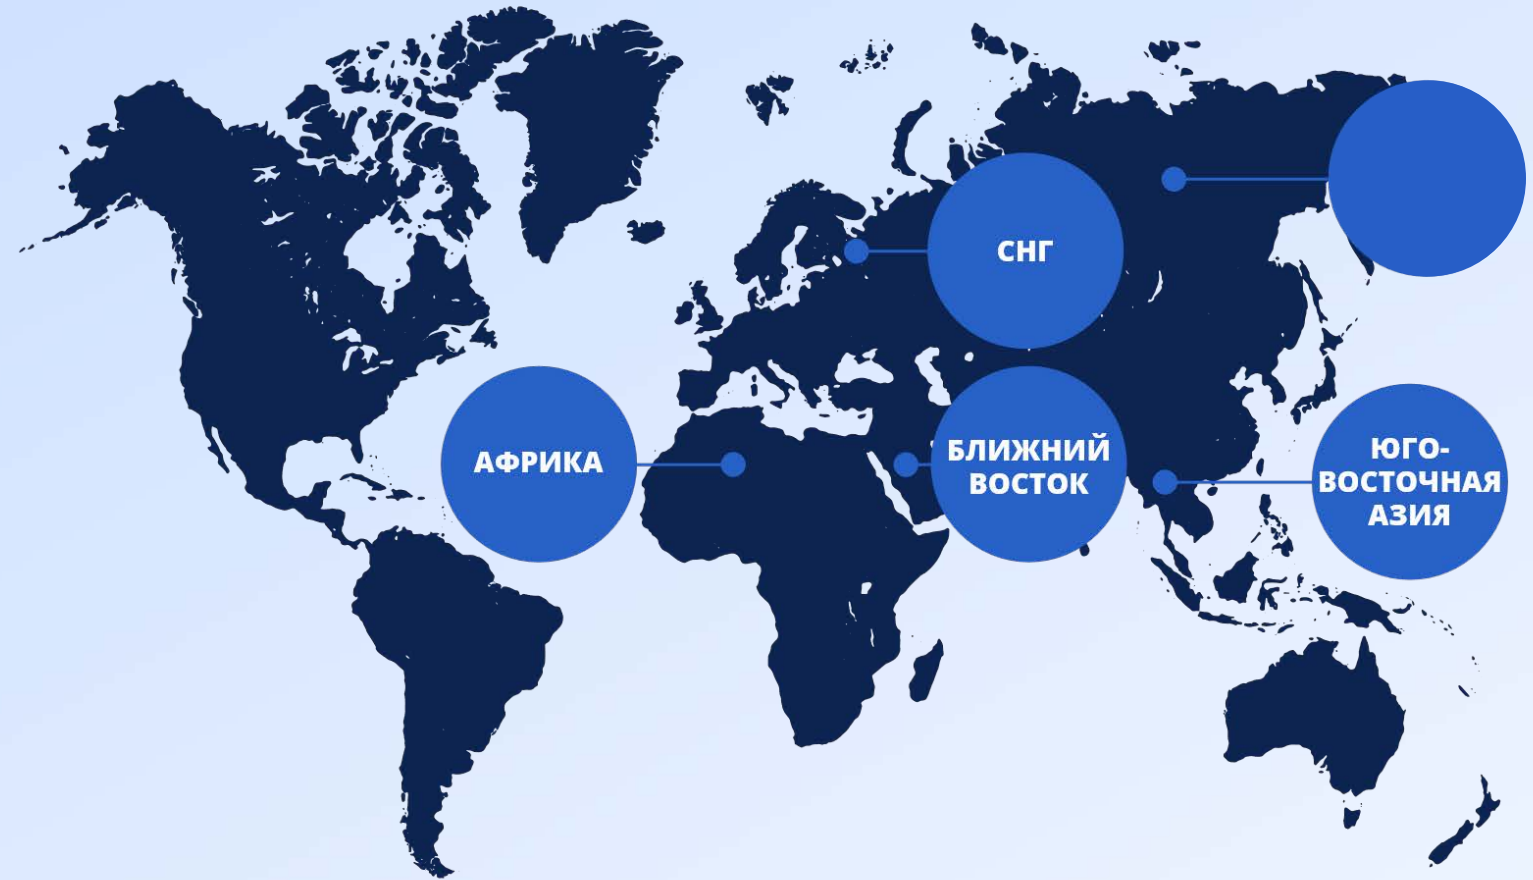 СНГ
АФРИКА
БЛИЖНИЙ
ВОСТОК
ЮГО-
ВОСТОЧНАЯ
АЗИЯ